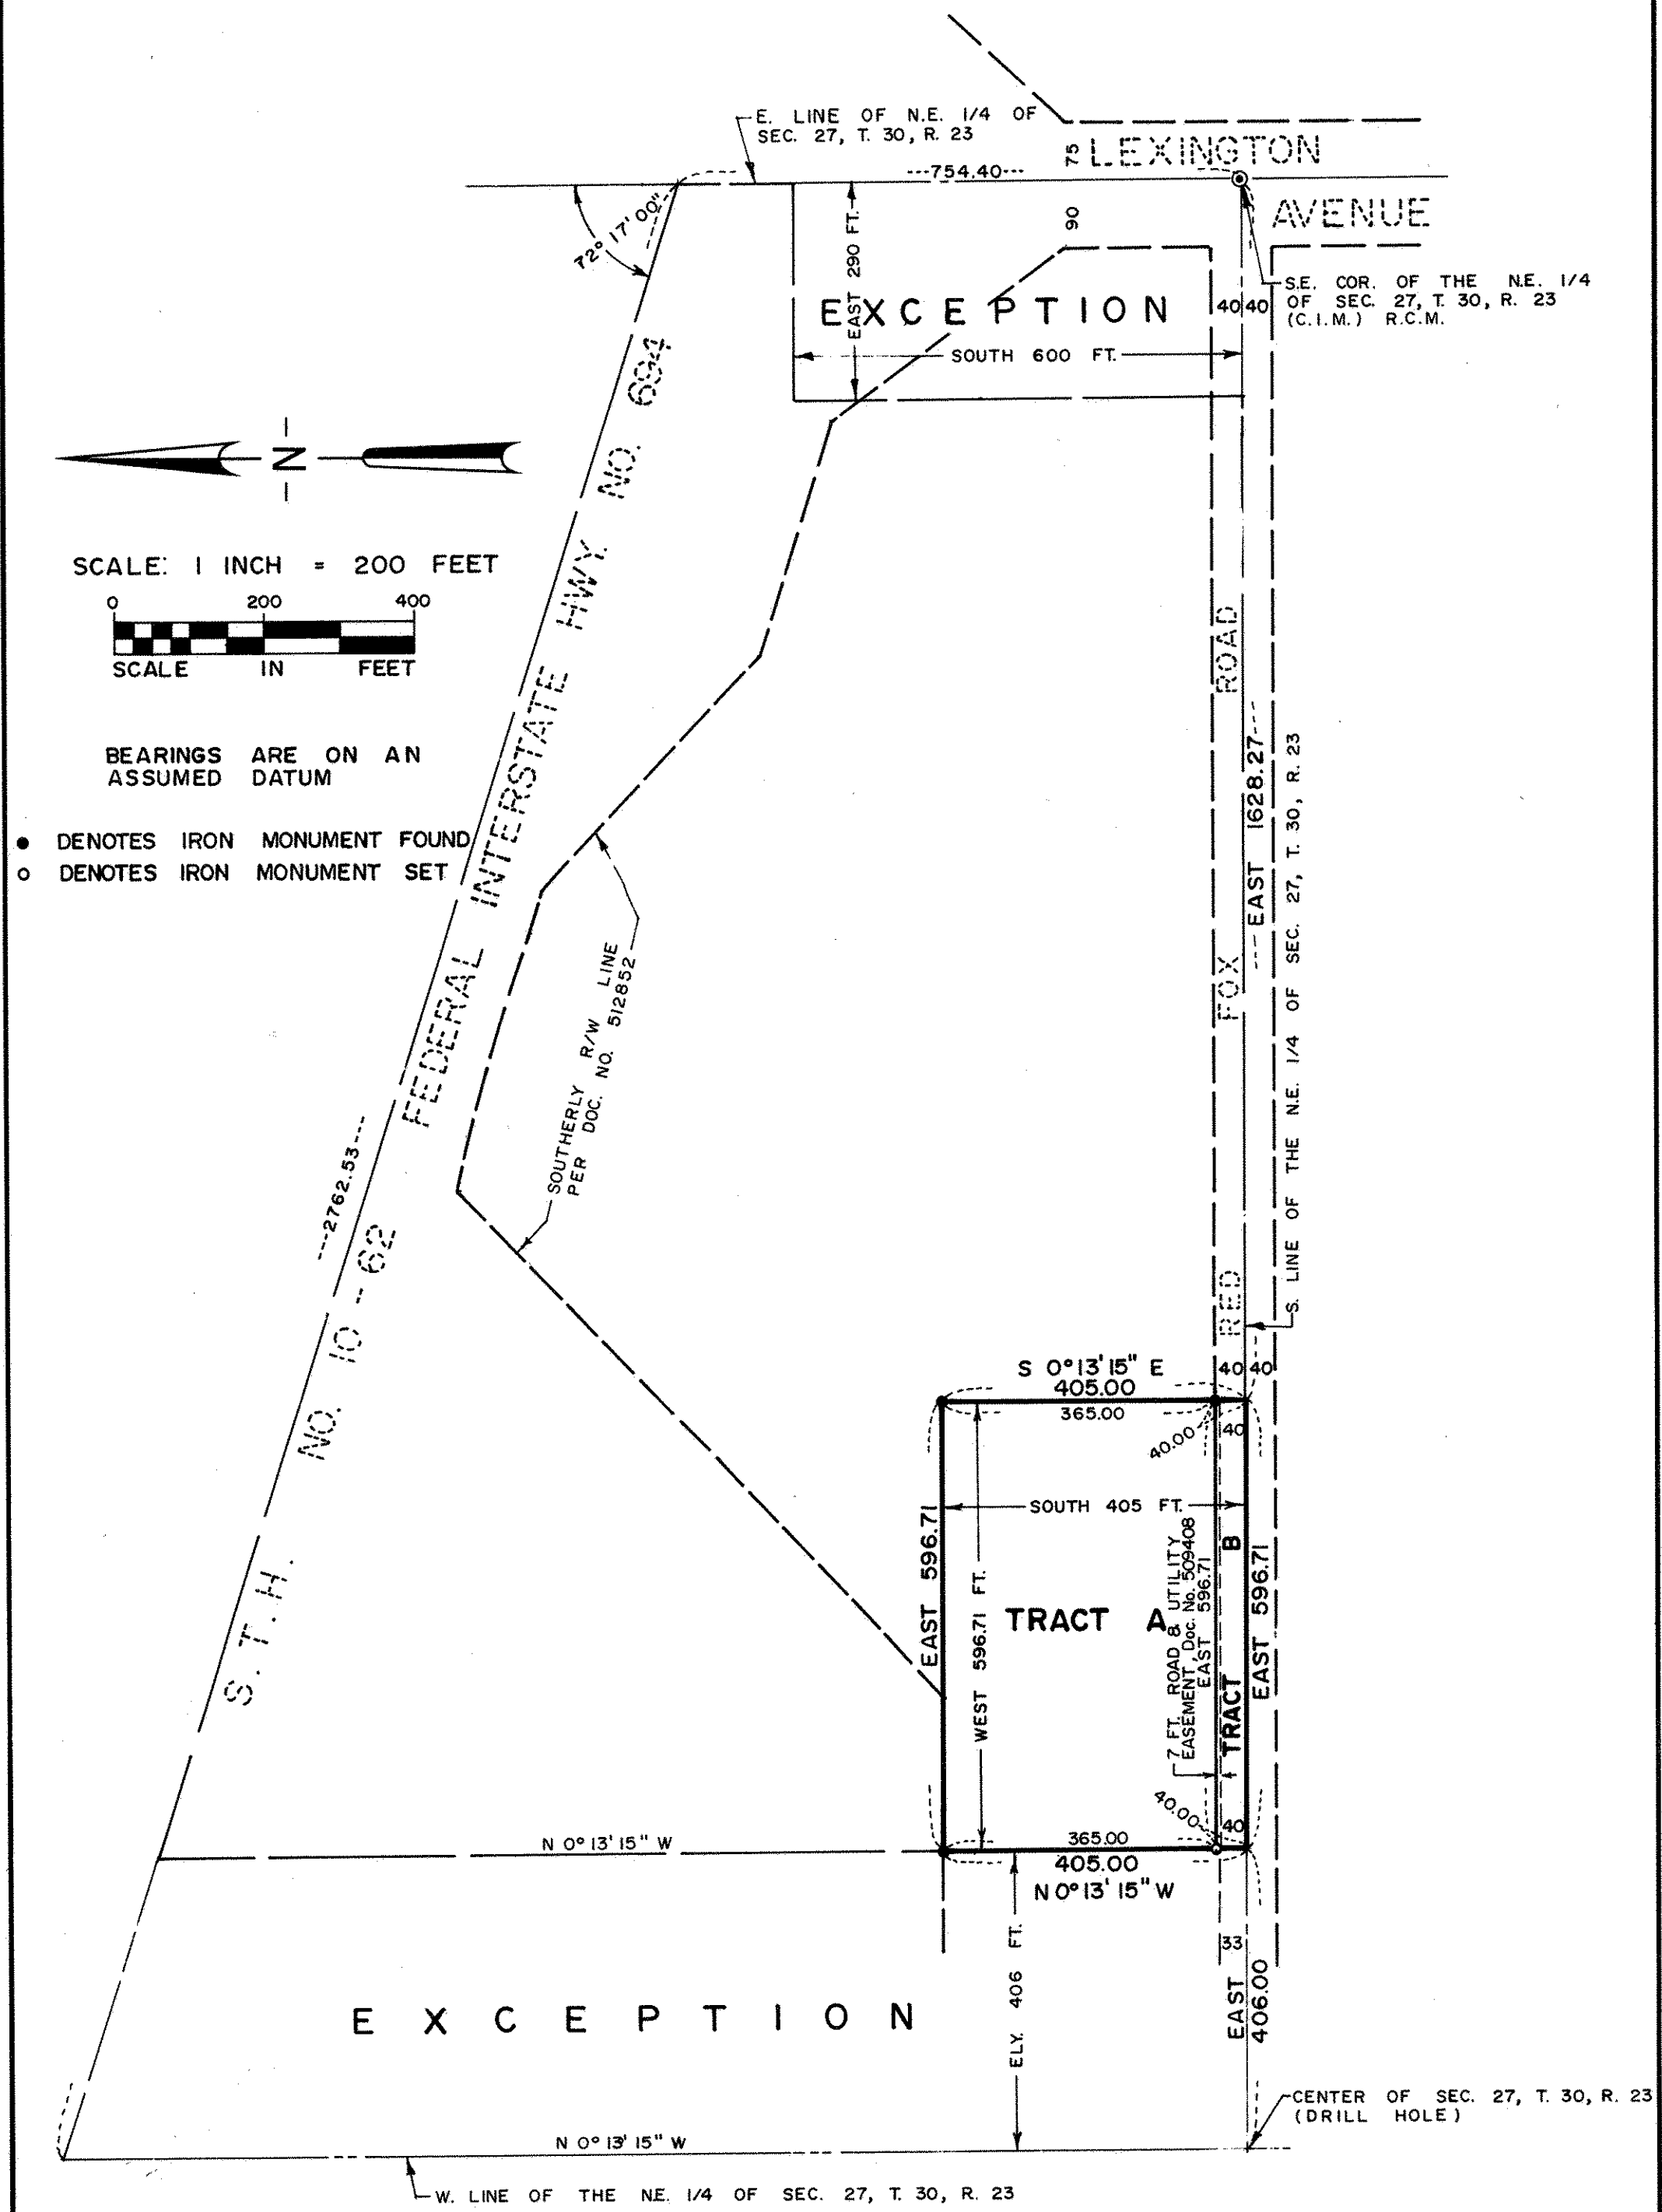 E. LINE OF N.E. 1/4 OF
SEC. 27, T. 30, R. 23
75
LEXINGTON
---754.40---
90
AVENUE
72° 17' 00"
EAST 290 FT.
EXCEPTION
SOUTH 600 FT.
40 40
S.E. COR. OF THE N.E. 1/4
OF SEC. 27, T. 30, R. 23
(C.I.M.) R.C.M.
-N-
SCALE: 1 INCH = 200 FEET
0 200 400
SCALE IN FEET
BEARINGS ARE ON AN
ASSUMED DATUM
● DENOTES IRON MONUMENT FOUND
○ DENOTES IRON MONUMENT SET
S.T.H. NO. 10--62 FEDERAL INTERSTATE HWY. NO. 694
---2762.53---
SOUTHERLY R/W LINE
PER DOC. NO. 512852
RED FOX ROAD
--EAST 1628.27--
S. LINE OF THE N.E. 1/4 OF SEC. 27, T. 30, R. 23
S 0°13'15" E
405.00
365.00
40 40
40.00
40
SOUTH 405 FT.
EAST 596.71
WEST 596.71 FT.
TRACT A
7 FT. ROAD & UTILITY
EASEMENT, Doc. No. 509408
EAST 596.71
TRACT B
EAST 596.71
40.00
40
N 0°13'15" W
365.00
405.00
N 0°13'15" W
ELY. 406 FT.
33
EAST
406.00
EXCEPTION
CENTER OF SEC. 27, T. 30, R. 23
(DRILL HOLE)
N 0°13'15" W
W. LINE OF THE N.E. 1/4 OF SEC. 27, T. 30, R. 23